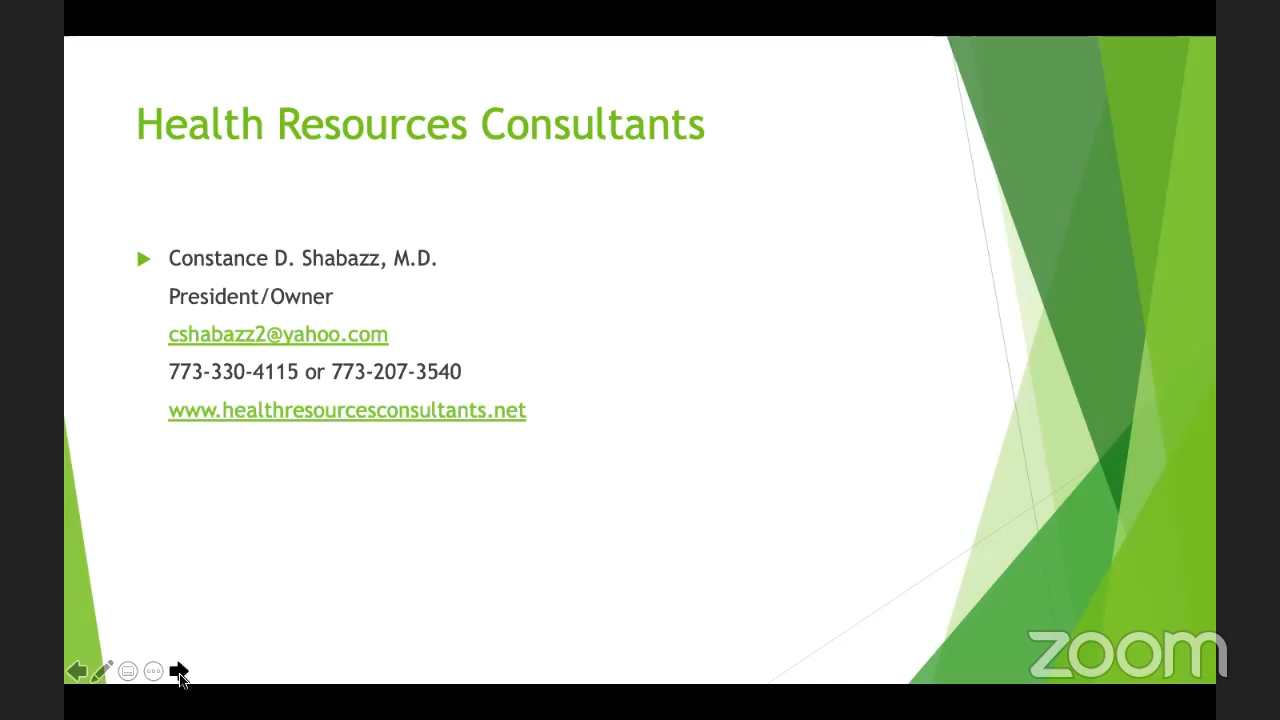 Health Resources Consultants
Constance D. Shabazz, M.D.
President/Owner
cshabazz2@yahoo.com
773-330-4115 or 773-207-3540
www.healthresourcesconsultants.net
zoom